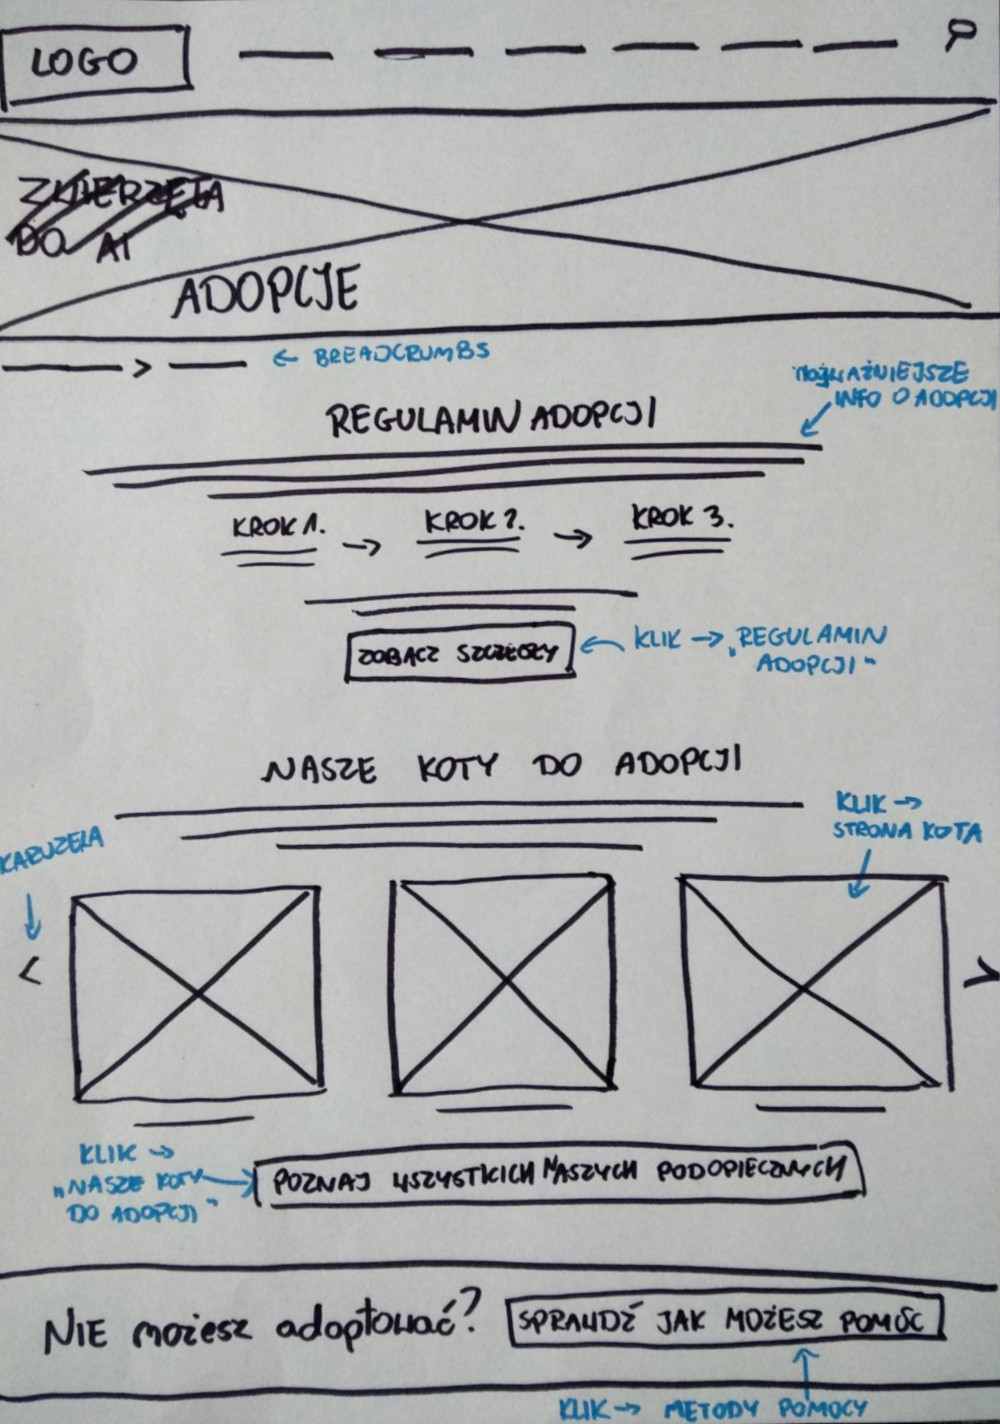 LOGO
ZWIERZĘTA
DO A
ADOPCJE
← BREADCRUMBS
NAJWAŻNIEJSZE
INFO O ADOPCJI
REGULAMIN ADOPCJI
KROK 1. → KROK 2. → KROK 3.
ZOBACZ SZCZEGÓŁY
KLIK → „REGULAMIN
ADOPCJI"
NASZE KOTY DO ADOPCJI
KLIK →
STRONA KOTA
KARUZELA
KLIK →
„NASZE KOTY
DO ADOPCJI"
POZNAJ WSZYSTKICH NASZYCH PODOPIECZNYCH
NIE możesz adoptować?
SPRAWDŹ JAK MOŻESZ POMÓC
KLIK → METODY POMOCY